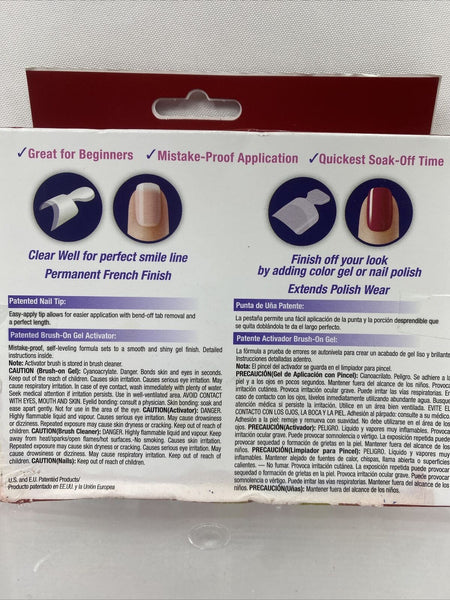 ✓Great for Beginners ✓Mistake-Proof Application ✓Quickest Soak-Off Time
Clear Well for perfect smile line
Permanent French Finish
Finish off your look
by adding color gel or nail polish
Extends Polish Wear
Patented Nail Tip:
Easy-apply tip allows for easier application with bend-off tab removal and
a perfect length.
Patented Brush-On Gel Activator:
Mistake-proof, self-leveling formula sets to a smooth and shiny gel finish. Detailed
instructions inside.
Note: Activator brush is stored in brush cleaner.
CAUTION (Brush-on Gel): Cyanoacrylate. Danger. Bonds skin and eyes in seconds.
Keep out of the reach of children. Causes skin irritation. Causes serious eye irritation. May
cause respiratory irritation. In case of eye contact, wash immediately with plenty of water.
Seek medical attention if irritation persists. Use in well-ventilated area. AVOID CONTACT
WITH EYES, MOUTH AND SKIN. Eyelid bonding: consult a physician. Skin bonding: soak and
ease apart gently. Not for use in the area of the eye. CAUTION(Activator): DANGER.
Highly flammable liquid and vapour. Causes serious eye irritation. May cause drowsiness
or dizziness. Repeated exposure may cause skin dryness or cracking. Keep out of reach of
children. CAUTION(Brush Cleaner): DANGER. Highly flammable liquid and vapour. Keep
away from heat/sparks/open flames/hot surfaces.-No smoking. Causes skin irritation.
Repeated exposure may cause skin dryness or cracking. Causes serious eye irritation. May
cause drowsiness or dizziness. May cause respiratory irritation. Keep out of reach of
children. CAUTION(Nails): Keep out of reach of children.
U.S. and E.U. Patented Products/
Producto patentado en EE.UU. y la Unión Europea
Punta de Uña Patente:
La pestaña permite una fácil aplicación de la punta y la porción desprendible que
se quita doblándola te da el largo perfecto.
Patente Activador Brush-On Gel:
La fórmula a prueba de errores se autonivela para crear un acabado de gel liso y brillante.
Instrucciones detalladas adentro.
Nota: El pincel del activador se guarda en el limpiador para pincel.
PRECAUCIÓN(Gel de Aplicación con Pincel): Cianoacrilato. Peligro. Se adhiere a la
piel y a los ojos en pocos segundos. Mantener fuera del alcance de los niños. Provoca
irritación cutánea. Provoca irritación ocular grave. Puede irritar las vías respiratorias. En
caso de contacto con los ojos, lávelos inmediatamente utilizando abundante agua. Busque
atención médica si persiste la irritación. Utilice en un área bien ventilada. EVITE EL
CONTACTO CON LOS OJOS, LA BOCA Y LA PIEL. Adhesión al párpado: consulte a su médico.
Adhesión a la piel: remoje y remueva con suavidad. No debe utilizarse en el área de los
ojos. PRECAUCIÓN(Activador): PELIGRO. Líquido y vapores muy inflamables. Provoca
irritación ocular grave. Puede provocar somnolencia o vértigo. La exposición repetida puede
provocar sequedad o formación de grietas en la piel. Mantener fuera del alcance de los
niños. PRECAUCIÓN(Limpiador para Pincel): PELIGRO. Líquido y vapores muy
inflamables. Mantener alejado de fuentes de calor, chispas, llama abierta o superficies
calientes. — No fumar. Provoca irritación cutánea. La exposición repetida puede provocar
sequedad o formación de grietas en la piel. Provoca irritación ocular grave. Puede provocar
somnolencia o vértigo. Puede irritar las vías respiratorias. Mantener fuera del alcance de los
niños. PRECAUCIÓN(Uñas): Mantener fuera del alcance de los niños.